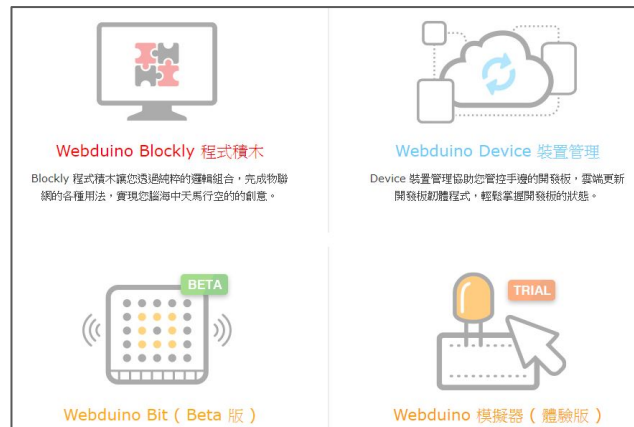 Webduino Blockly 程式積木
Blockly 程式積木讓您透過純粹的邏輯組合，完成物聯
網的各種用法，實現您腦海中天馬行空的的創意。
Webduino Device 裝置管理
Device 裝置管理協助您管控手邊的開發板，雲端更新
開發板韌體程式，輕鬆掌握開發板的狀態。
BETA
Webduino Bit ( Beta 版 )
TRIAL
Webduino 模擬器 ( 體驗版 )